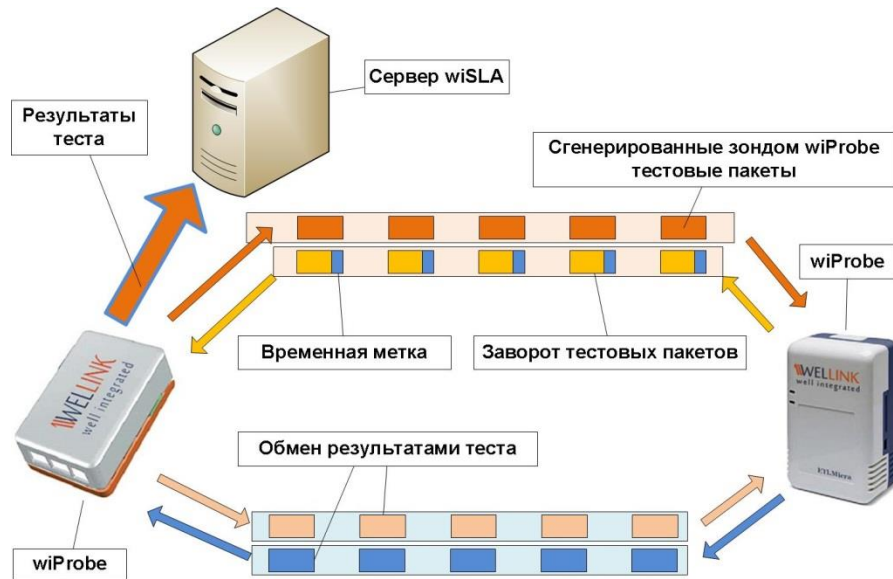 Сервер wiSLA
Результаты
теста
Сгенерированные зондом wiProbe
тестовые пакеты
wiProbe
Временная метка
Заворот тестовых пакетов
WELLINK
well integrated
WELLINK
well integrated
ETLMicro
Обмен результатами теста
wiProbe